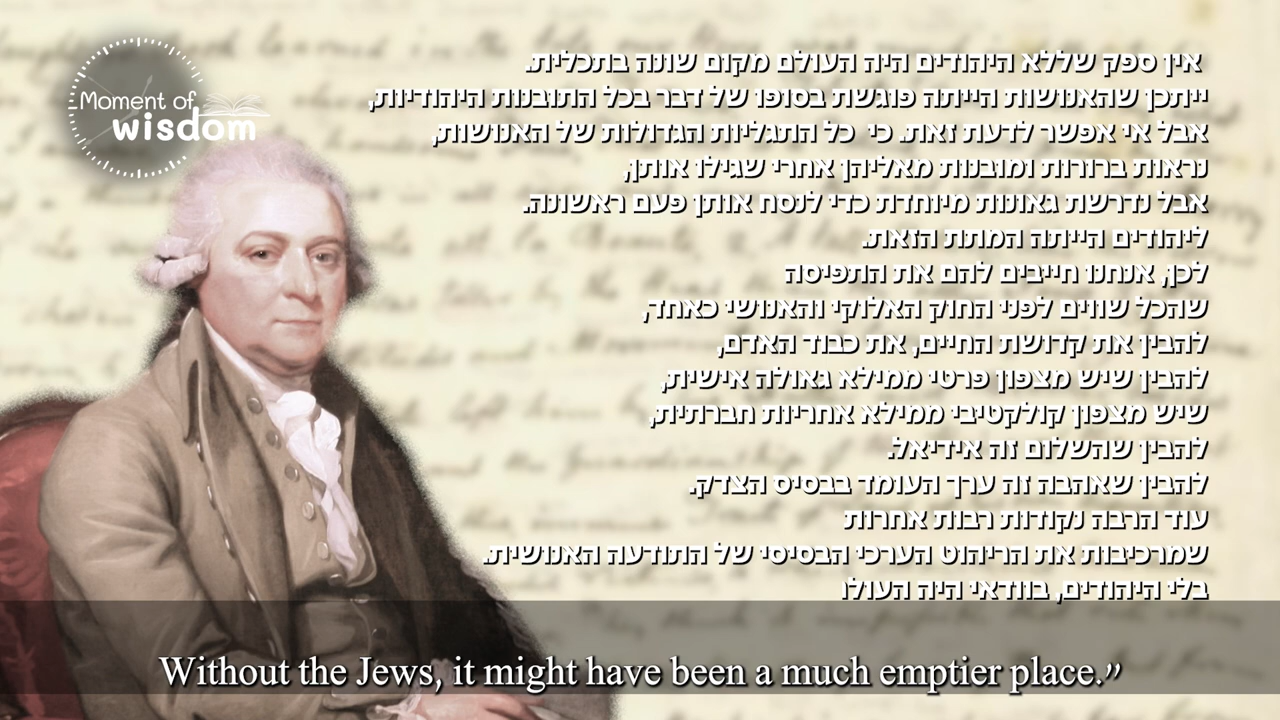 Moment of
wisdom
אין ספק שללא היהודים היה העולם מקום שונה בתכלית.
ייתכן שהאנושות הייתה פוגשת בסופו של דבר בכל התובנות היהודיות,
אבל אי אפשר לדעת זאת. כי כל התגליות הגדולות של האנושות,
נראות ברורות ומובנות מאליהן אחרי שגילו אותן,
אבל נדרשת גאונות מיוחדת כדי לנסח אותן פעם ראשונה.
ליהודים הייתה המתת הזאת.
לכן, אנחנו חייבים להם את התפיסה
שהכל שווים לפני החוק האלוקי והאנושי כאחד,
להבין את קדושת החיים, את כבוד האדם,
להבין שיש מצפון פרטי ממילא גאולה אישית,
שיש מצפון קולקטיבי ממילא אחריות חברתית,
להבין שהשלום זה אידיאל.
להבין שאהבה זה ערך העומד בבסיס הצדק.
עוד הרבה נקודות רבות אחרות
שמרכיבות את הריהוט הערכי הבסיסי של התודעה האנושית.
בלי היהודים, בוודאי היה העולו
Without the Jews, it might have been a much emptier place.”